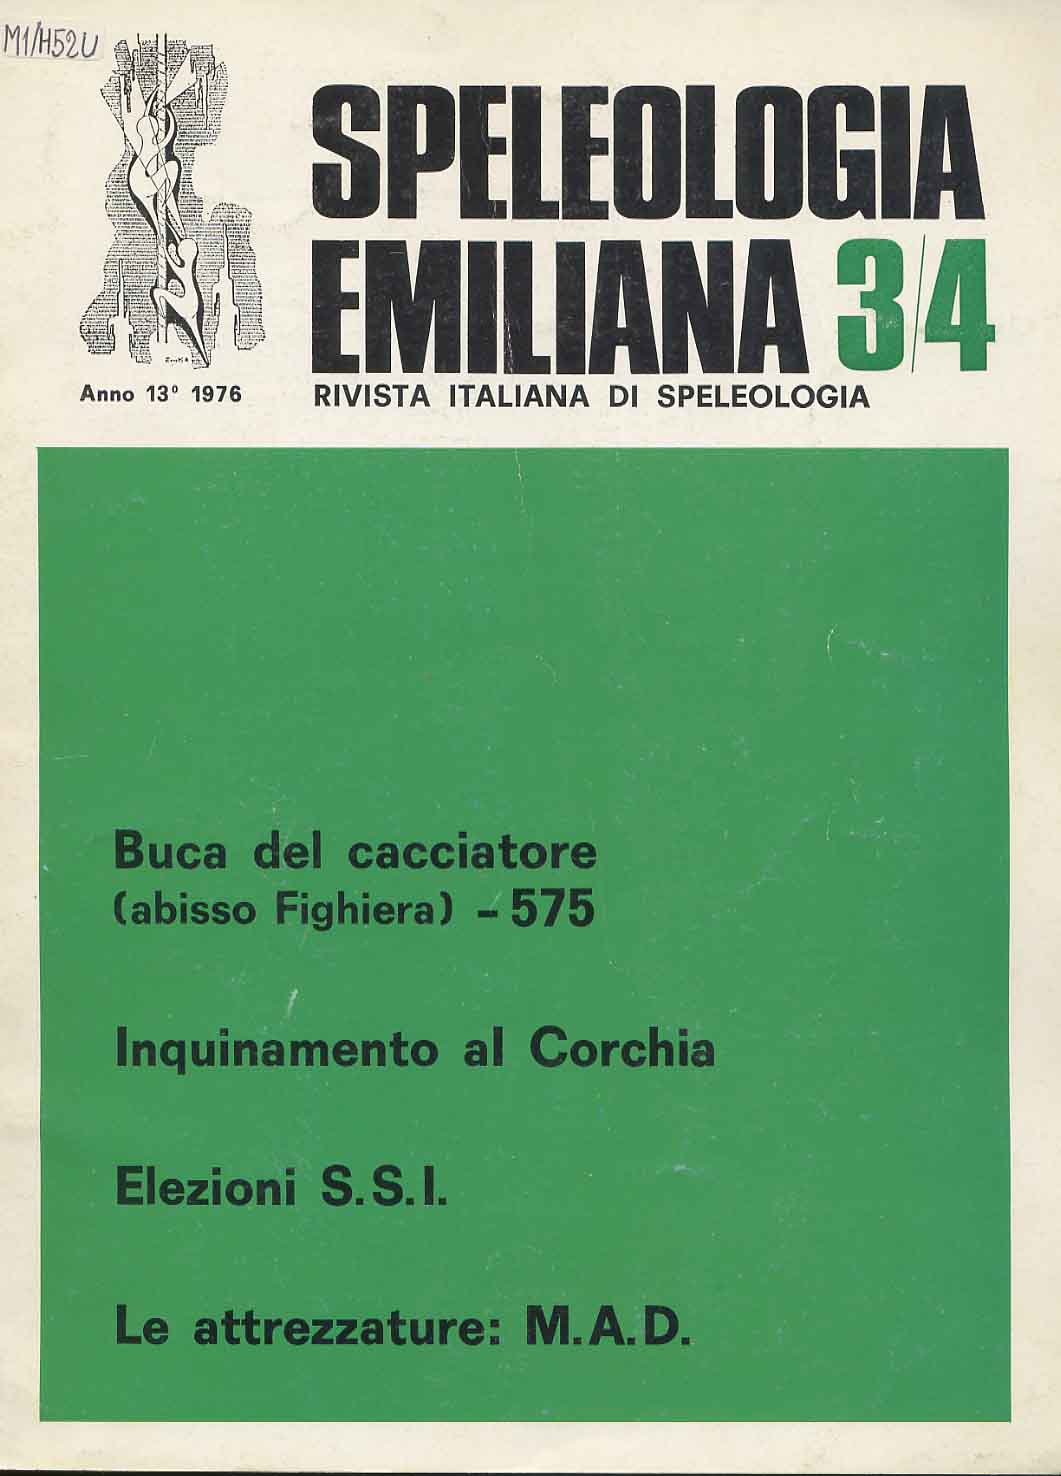 M1/H52U
SPELEOLOGIA
EMILIANA 3/4
Anno 13° 1976
RIVISTA ITALIANA DI SPELEOLOGIA
Buca del cacciatore
(abisso Fighiera) - 575
Inquinamento al Corchia
Elezioni S.S.I.
Le attrezzature: M.A.D.